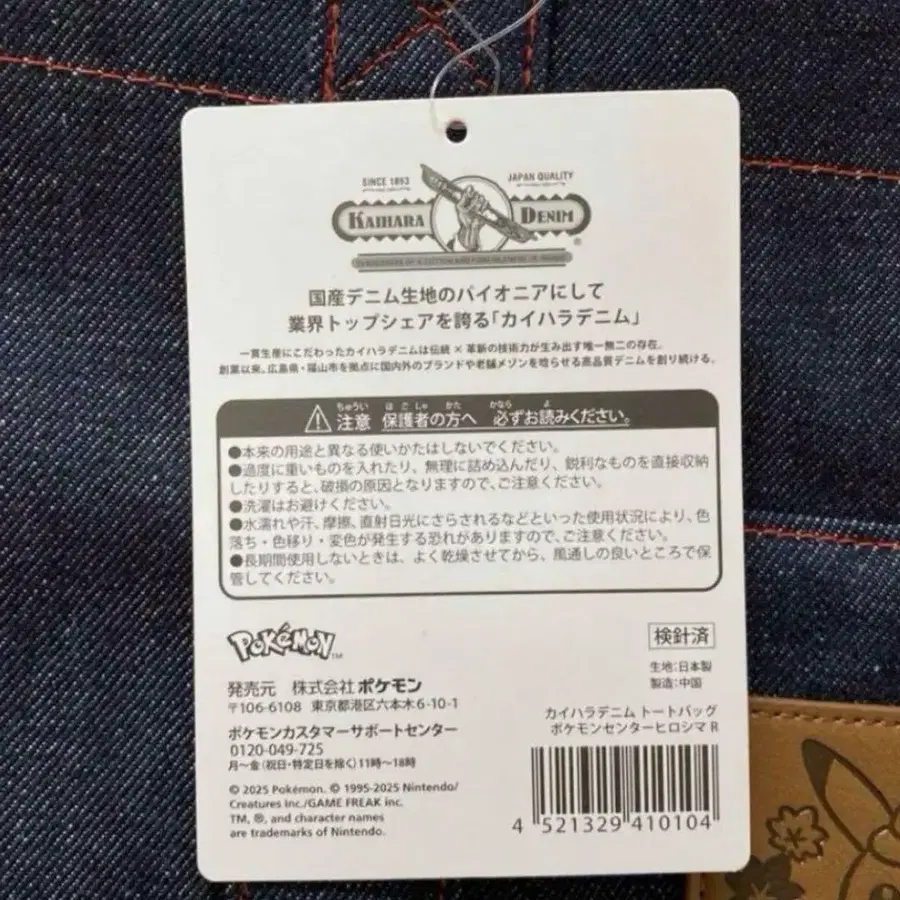 SINCE 1893
JAPAN QUALITY
KAIHARA DENIM
®
国産デニム生地のパイオニアにして
業界トップシェアを誇る「カイハラデニム」
一貫生産にこだわったカイハラデニムは伝統 × 革新の技術力が生み出す唯一無二の存在。
創業以来、広島県・福山市を拠点に国内外のブランドや老舗メゾンを唸らせる高品質デニムを創り続ける。
ちゅうい ほごしゃ かた かなら よ
注意 保護者の方へ 必ずお読みください。
●本来の用途と異なる使いかたはしないでください。
●過度に重いものを入れたり、無理に詰め込んだり、鋭利なものを直接収納
したりすると、破損の原因となりますので、ご注意ください。
●洗濯はお避けください。
●水濡れや汗、摩擦、直射日光にさらされるなどといった使用状況により、色
落ち・色移り・変色が発生する恐れがありますので、ご注意ください。
●長期間使用しないときは、よく乾燥させてから、風通しの良いところで保
管してください。
POKéMON™
検針済
生地:日本製
製造:中国
発売元 株式会社ポケモン
〒106-6108 東京都港区六本木6-10-1
ポケモンカスタマーサポートセンター
0120-049-725
月〜金（祝日・特定日を除く）11時〜18時
カイハラデニム トートバッグ
ポケモンセンターヒロシマ R
© 2025 Pokémon. © 1995-2025 Nintendo/
Creatures Inc./GAME FREAK inc.
TM, ®, and character names
are trademarks of Nintendo.
4 521329 410104